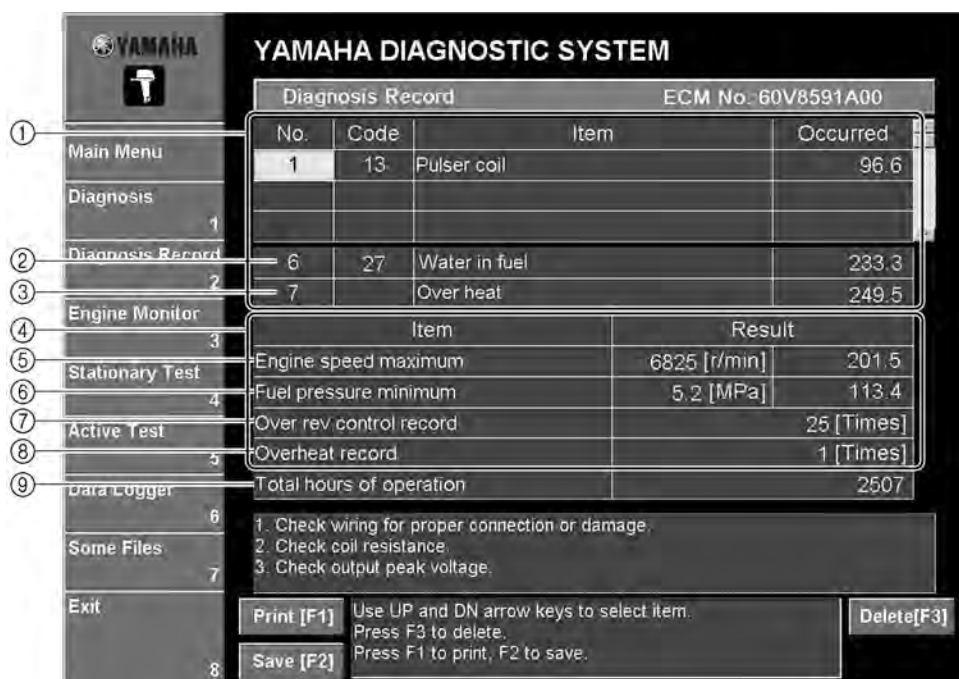 YAMAHA
YAMAHA DIAGNOSTIC SYSTEM
Diagnosis Record ECM No.:60V8591A00
① No. Code Item Occurred
Main Menu
1 13 Pulser coil 96.6
Diagnosis
1
② Diagnosis Record 6 27 Water in fuel 233.3
2
③ 7 Over heat 249.5
Engine Monitor
3
④ Item Result
⑤ Engine speed maximum 6825 [r/min] 201.5
Stationary Test
4
⑥ Fuel pressure minimum 5.2 [MPa] 113.4
⑦ Over rev control record 25 [Times]
Active Test
5
⑧ Overheat record 1 [Times]
⑨ Total hours of operation 2507
Data Logger
6
1. Check wiring for proper connection or damage.
2. Check coil resistance.
3. Check output peak voltage.
Some Files
7
Exit
8
Print [F1]
Save [F2]
Use UP and DN arrow keys to select item.
Press F3 to delete.
Press F1 to print, F2 to save.
Delete[F3]